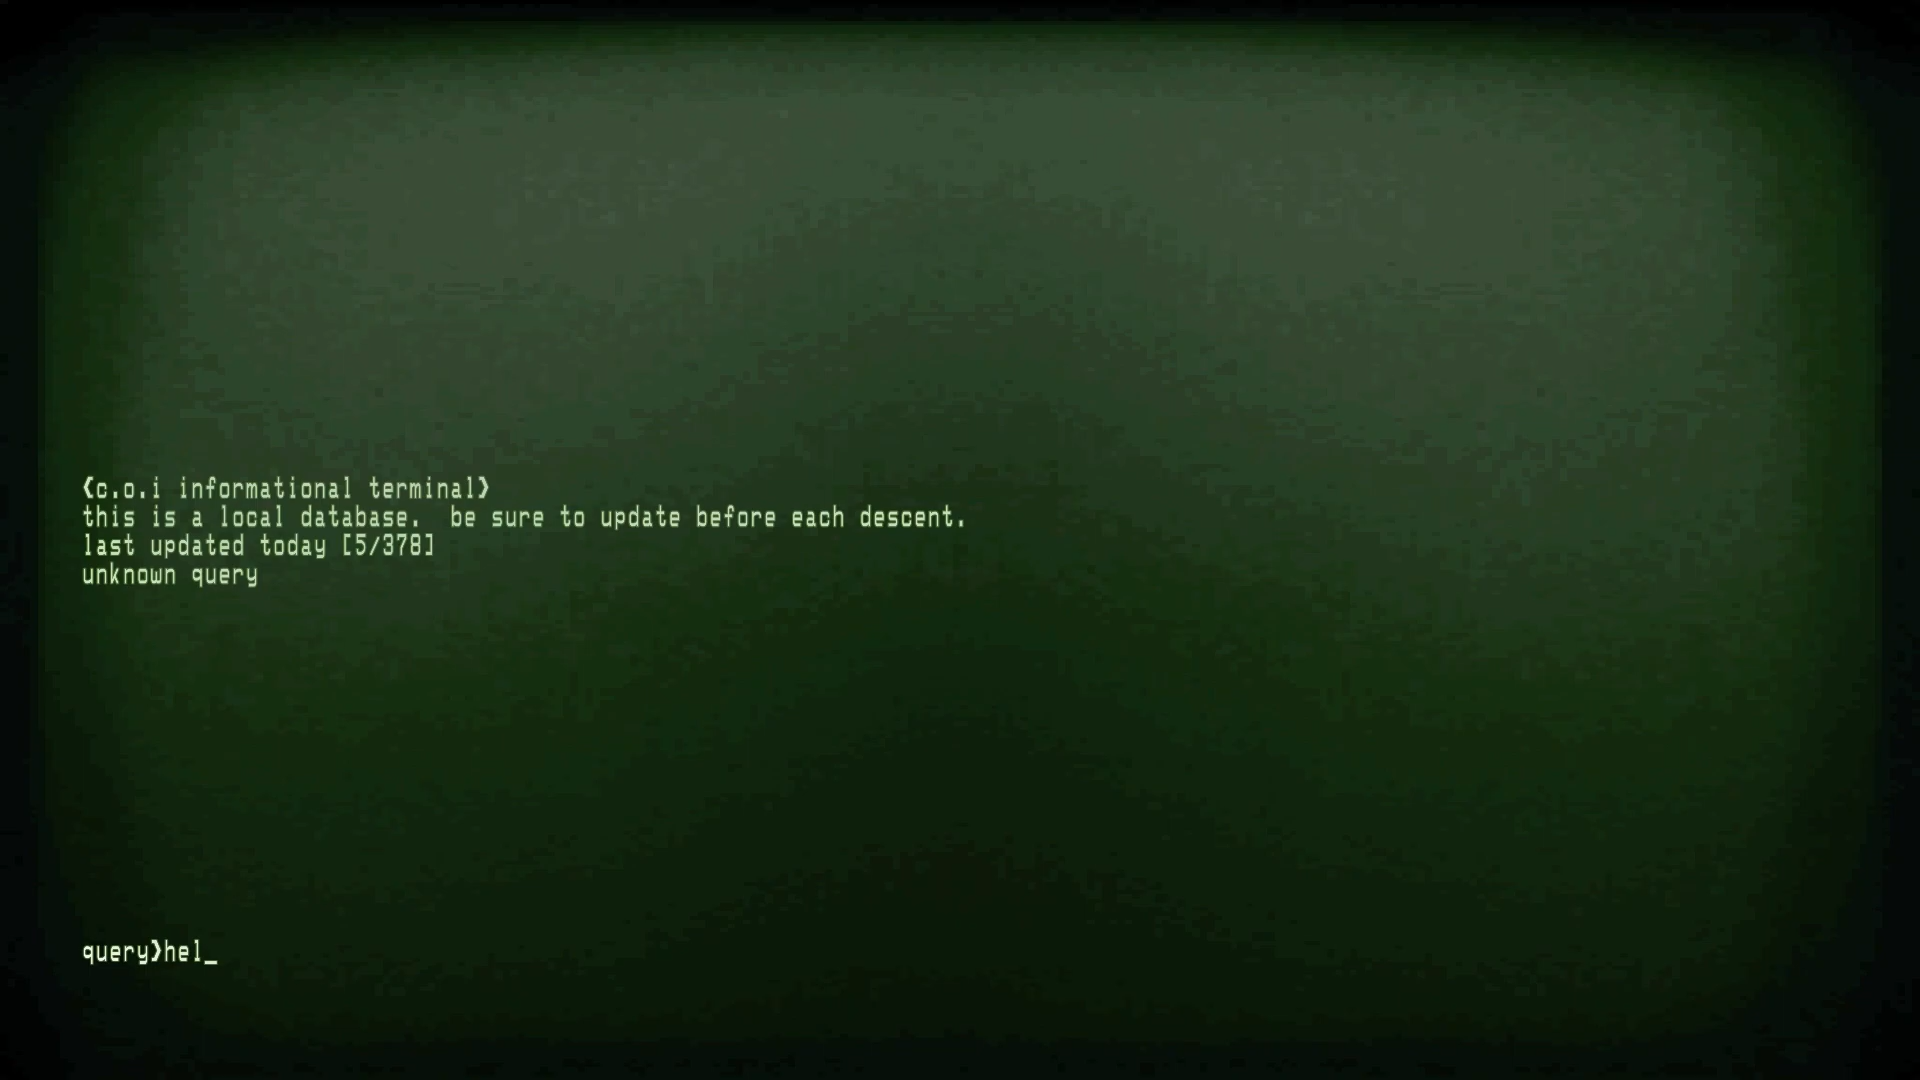 <c.o.i informational terminal>
this is a local database.  be sure to update before each descent.
last updated today [5/378]
unknown query
query>hel_